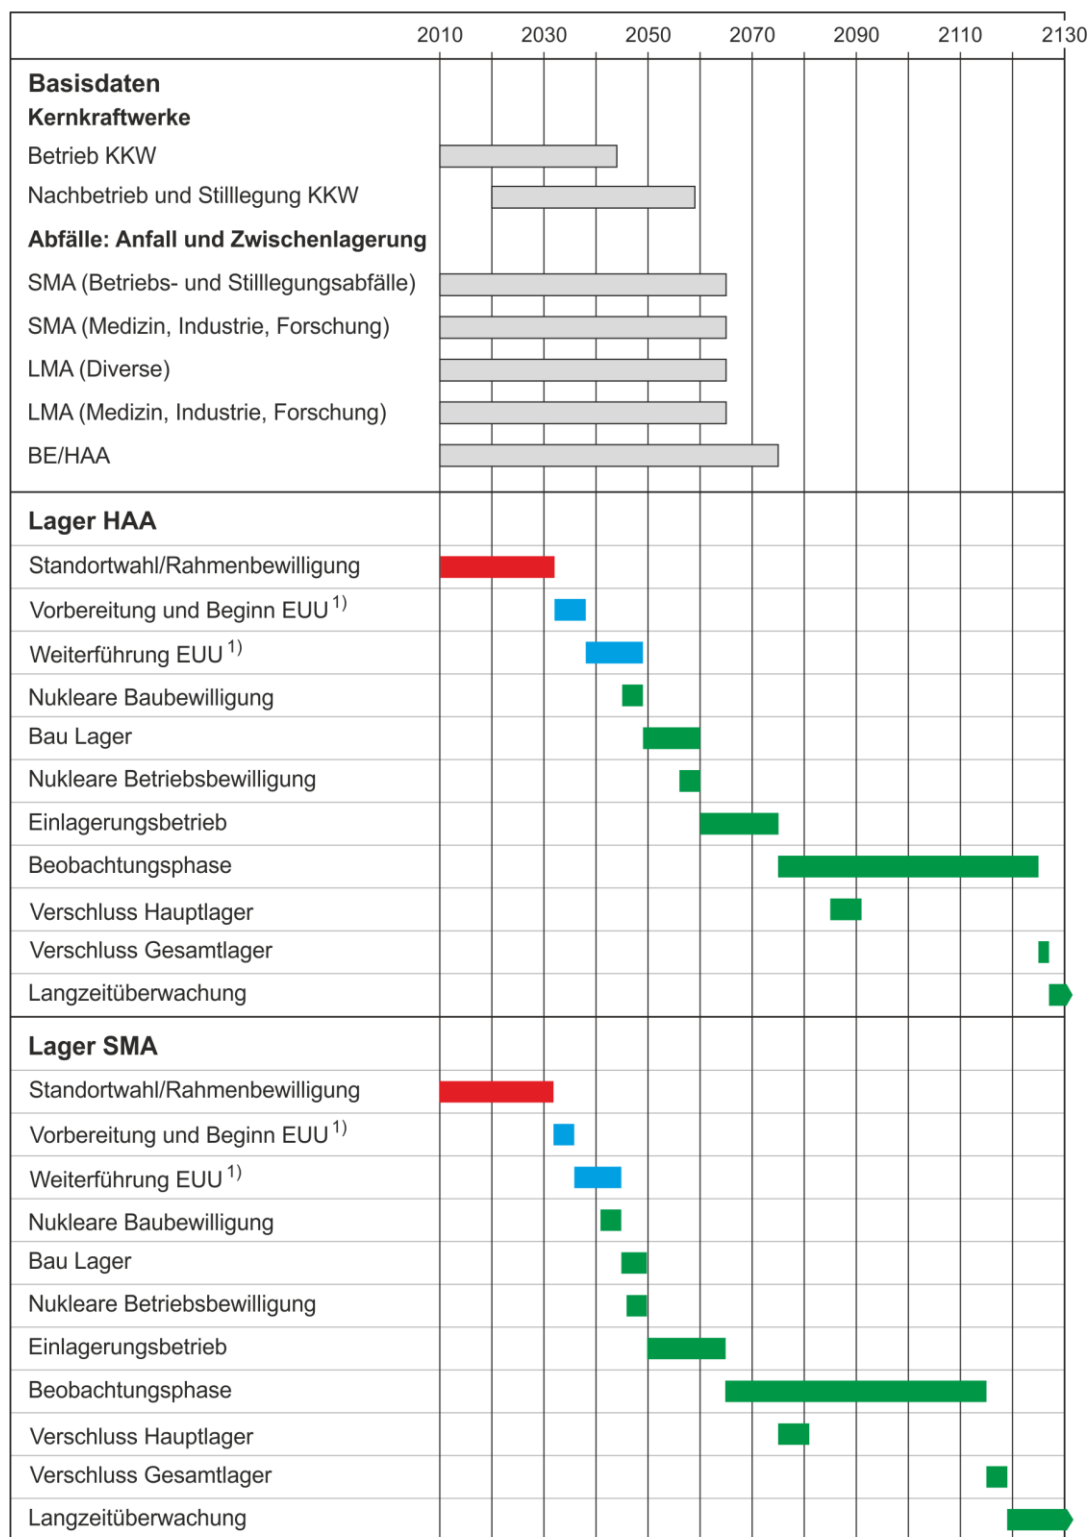 2010 2030 2050 2070 2090 2110 2130
Basisdaten
Kernkraftwerke
Betrieb KKW
Nachbetrieb und Stilllegung KKW
Abfälle: Anfall und Zwischenlagerung
SMA (Betriebs- und Stilllegungsabfälle)
SMA (Medizin, Industrie, Forschung)
LMA (Diverse)
LMA (Medizin, Industrie, Forschung)
BE/HAA
Lager HAA
Standortwahl/Rahmenbewilligung
Vorbereitung und Beginn EUU 1)
Weiterführung EUU 1)
Nukleare Baubewilligung
Bau Lager
Nukleare Betriebsbewilligung
Einlagerungsbetrieb
Beobachtungsphase
Verschluss Hauptlager
Verschluss Gesamtlager
Langzeitüberwachung
Lager SMA
Standortwahl/Rahmenbewilligung
Vorbereitung und Beginn EUU 1)
Weiterführung EUU 1)
Nukleare Baubewilligung
Bau Lager
Nukleare Betriebsbewilligung
Einlagerungsbetrieb
Beobachtungsphase
Verschluss Hauptlager
Verschluss Gesamtlager
Langzeitüberwachung